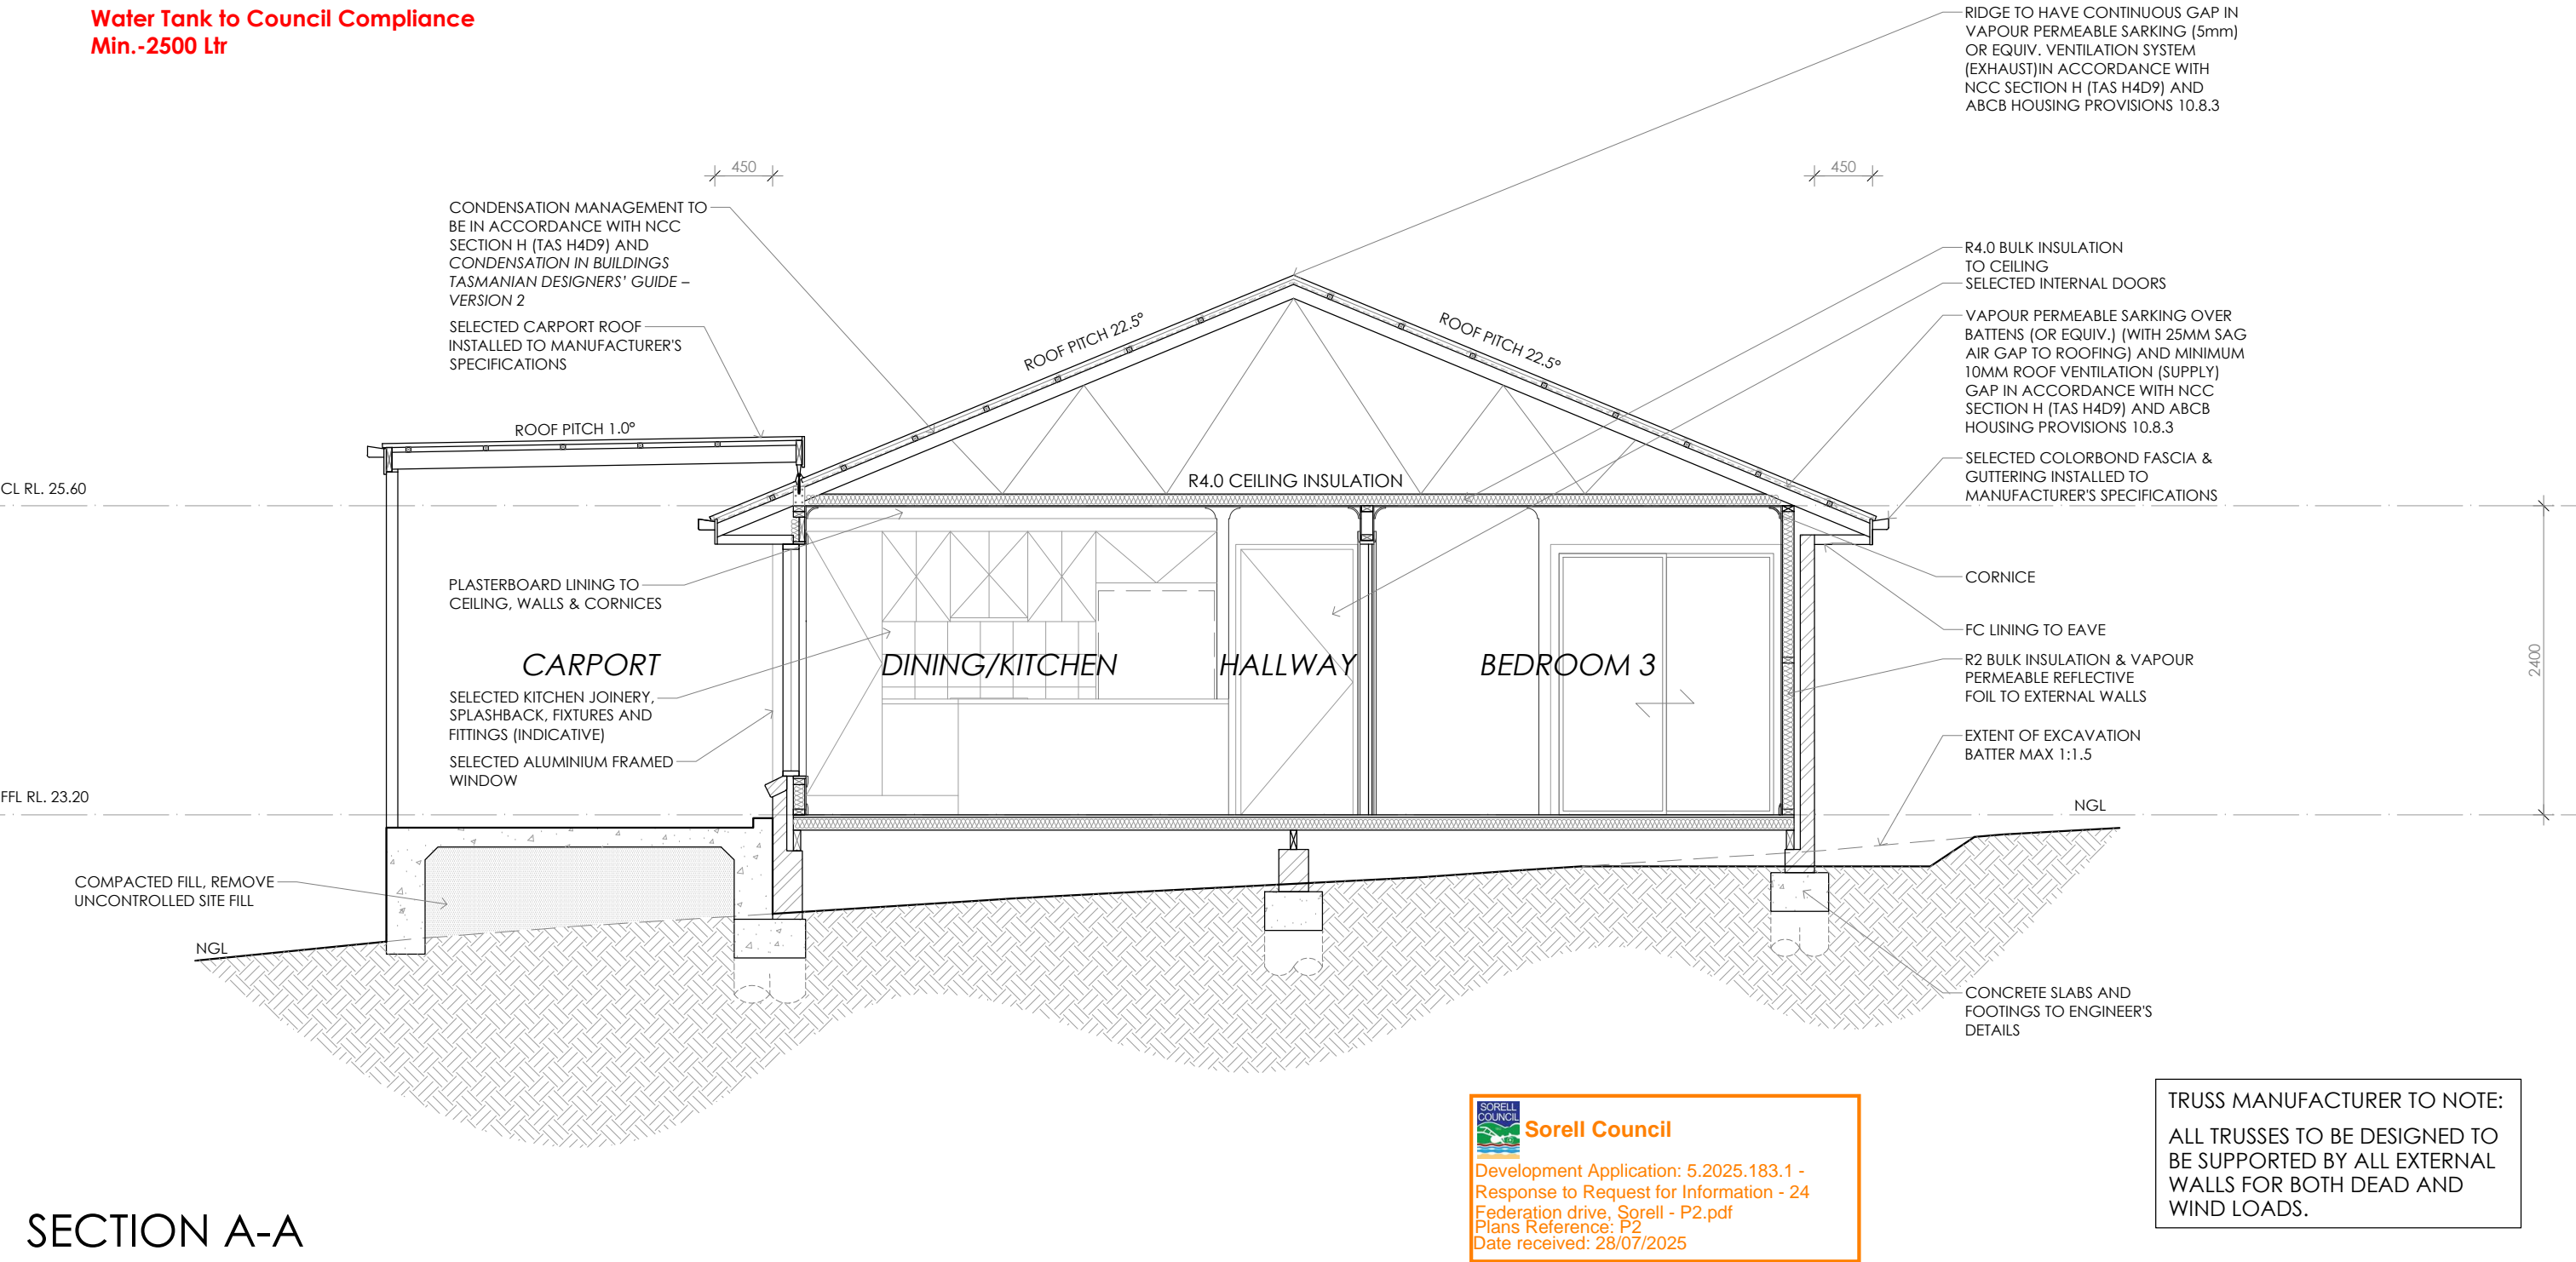 Water Tank to Council Compliance
Min.-2500 Ltr
RIDGE TO HAVE CONTINUOUS GAP IN
VAPOUR PERMEABLE SARKING (5mm)
OR EQUIV. VENTILATION SYSTEM
(EXHAUST)IN ACCORDANCE WITH
NCC SECTION H (TAS H4D9) AND
ABCB HOUSING PROVISIONS 10.8.3
450
450
CONDENSATION MANAGEMENT TO
BE IN ACCORDANCE WITH NCC
SECTION H (TAS H4D9) AND
CONDENSATION IN BUILDINGS
TASMANIAN DESIGNERS' GUIDE –
VERSION 2
SELECTED CARPORT ROOF
INSTALLED TO MANUFACTURER'S
SPECIFICATIONS
ROOF PITCH 22.5°
ROOF PITCH 22.5°
R4.0 BULK INSULATION
TO CEILING
SELECTED INTERNAL DOORS
VAPOUR PERMEABLE SARKING OVER
BATTENS (OR EQUIV.) (WITH 25MM SAG
AIR GAP TO ROOFING) AND MINIMUM
10MM ROOF VENTILATION (SUPPLY)
GAP IN ACCORDANCE WITH NCC
SECTION H (TAS H4D9) AND ABCB
HOUSING PROVISIONS 10.8.3
SELECTED COLORBOND FASCIA &
GUTTERING INSTALLED TO
MANUFACTURER'S SPECIFICATIONS
ROOF PITCH 1.0°
R4.0 CEILING INSULATION
CL RL. 25.60
PLASTERBOARD LINING TO
CEILING, WALLS & CORNICES
CORNICE
FC LINING TO EAVE
R2 BULK INSULATION & VAPOUR
PERMEABLE REFLECTIVE
FOIL TO EXTERNAL WALLS
2400
CARPORT
DINING/KITCHEN
HALLWAY
BEDROOM 3
SELECTED KITCHEN JOINERY,
SPLASHBACK, FIXTURES AND
FITTINGS (INDICATIVE)
SELECTED ALUMINIUM FRAMED
WINDOW
EXTENT OF EXCAVATION
BATTER MAX 1:1.5
FFL RL. 23.20
NGL
COMPACTED FILL, REMOVE
UNCONTROLLED SITE FILL
NGL
CONCRETE SLABS AND
FOOTINGS TO ENGINEER'S
DETAILS
SORELL
COUNCIL
Sorell Council
Development Application: 5.2025.183.1 -
Response to Request for Information - 24
Federation drive, Sorell - P2.pdf
Plans Reference: P2
Date received: 28/07/2025
TRUSS MANUFACTURER TO NOTE:
ALL TRUSSES TO BE DESIGNED TO
BE SUPPORTED BY ALL EXTERNAL
WALLS FOR BOTH DEAD AND
WIND LOADS.
SECTION A-A